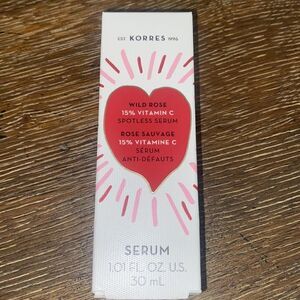 EST. KORRES 1996
WILD ROSE
15% VITAMIN C
SPOTLESS SERUM
ROSE SAUVAGE
15% VITAMINE C
SÉRUM
ANTI-DÉFAUTS
SERUM
1.01 FL. OZ. U.S.
30 mL